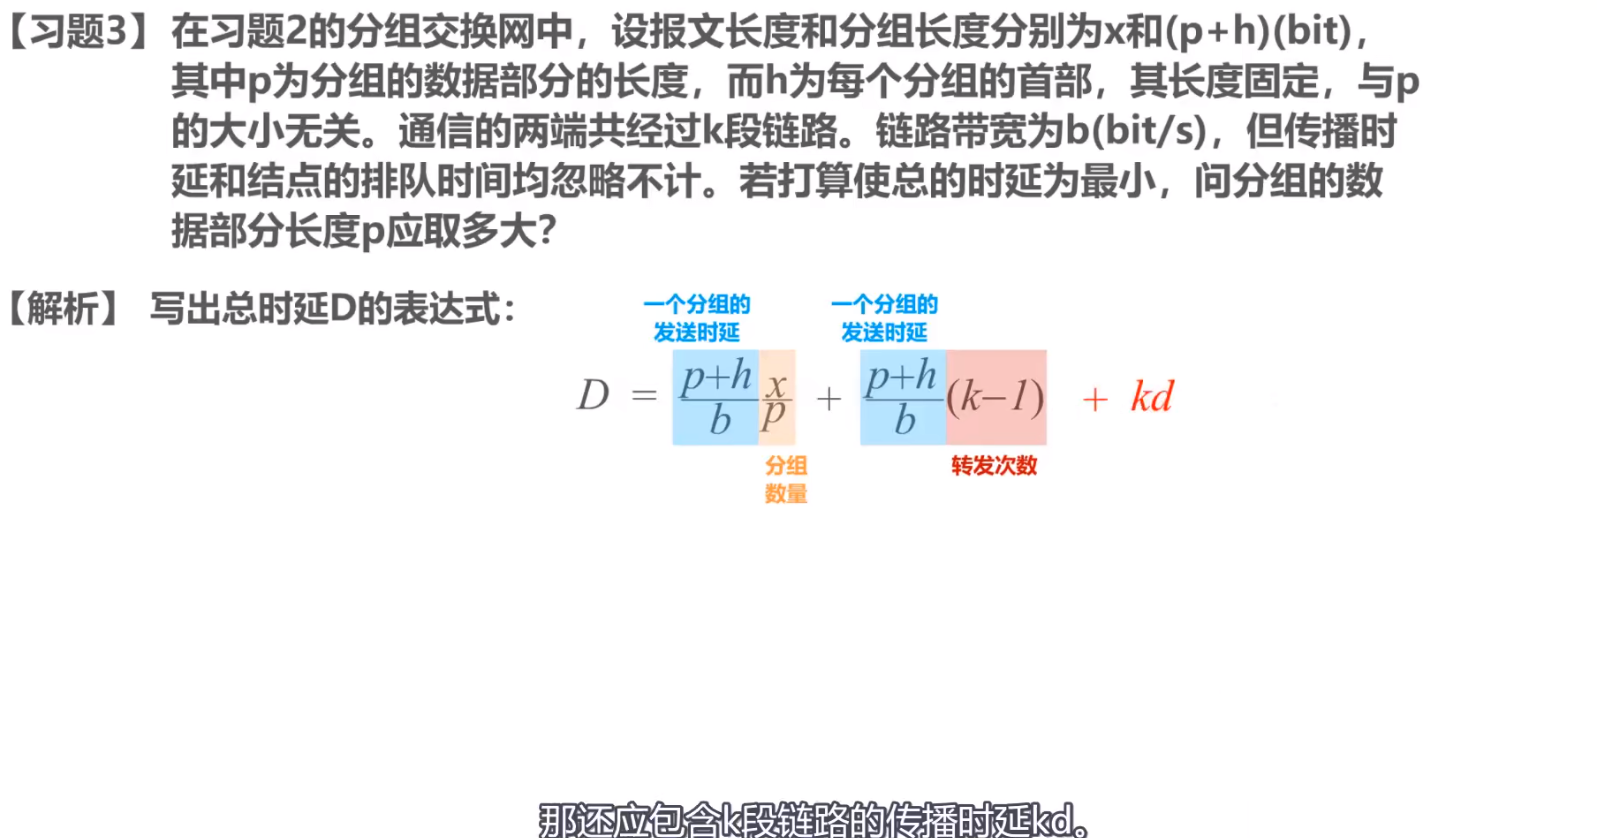 【习题3】在习题2的分组交换网中，设报文长度和分组长度分别为x和(p+h)(bit)，
其中p为分组的数据部分的长度，而h为每个分组的首部，其长度固定，与p
的大小无关。通信的两端共经过k段链路。链路带宽为b(bit/s)，但传播时
延和结点的排队时间均忽略不计。若打算使总的时延为最小，问分组的数
据部分长度p应取多大?
【解析】 写出总时延D的表达式：
一个分组的
发送时延
一个分组的
发送时延
D = \frac{p+h}{b} \frac{x}{p} + \frac{p+h}{b} (k-1) + kd
分组
数量
转发次数
那还应包含k段链路的传播时延kd。